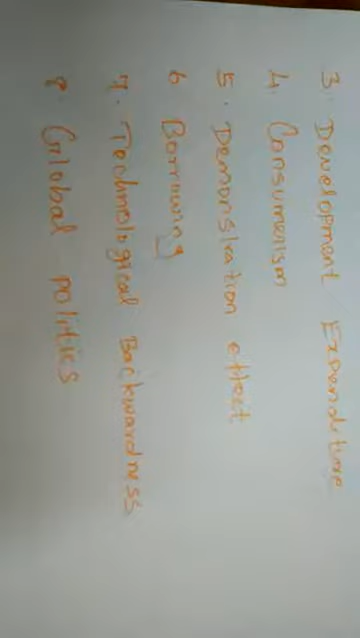 3. Development Expenditure
4. Consumerism
5. Demonstration effect
6 Borrowing
7. Technological Backwardness
8. Global politics